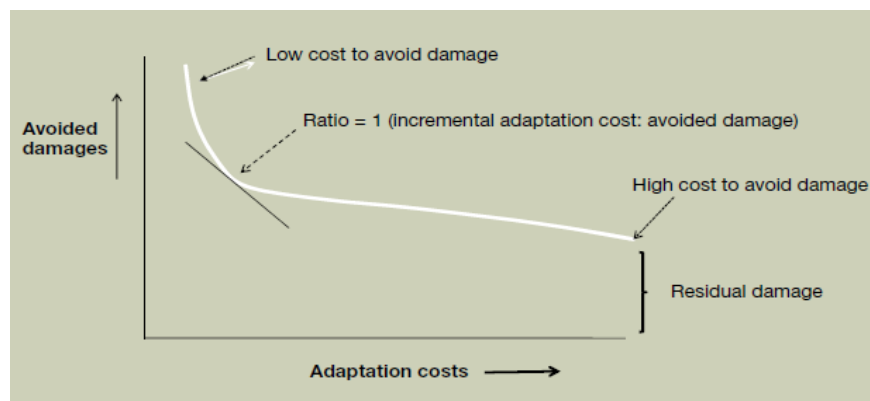 Low cost to avoid damage
Ratio = 1 (incremental adaptation cost: avoided damage)
Avoided
damages
High cost to avoid damage
Residual damage
Adaptation costs